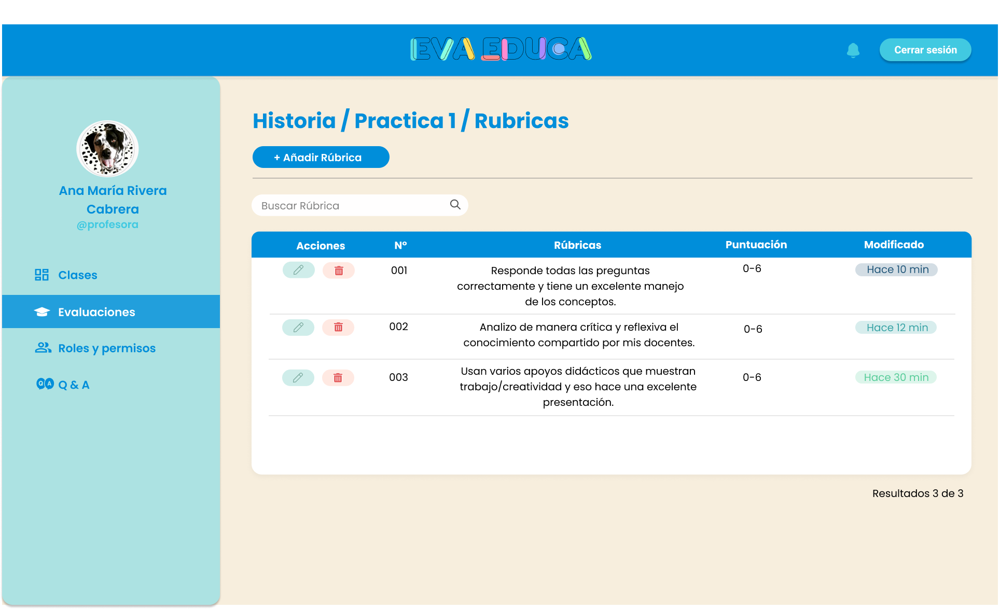 EVA EDUCA
Cerrar sesión
Ana María Rivera
Cabrera
@profesora
Clases
Evaluaciones
Roles y permisos
Q A Q & A
Historia / Practica 1 / Rubricas
+ Añadir Rúbrica
Buscar Rúbrica
Acciones Nº Rúbricas Puntuación Modificado
001 Responde todas las preguntas 0-6 Hace 10 min
correctamente y tiene un excelente manejo
de los conceptos.
002 Analizo de manera crítica y reflexiva el 0-6 Hace 12 min
conocimiento compartido por mis docentes.
Usan varios apoyos didácticos que muestran
003 trabajo/creatividad y eso hace una excelente 0-6 Hace 30 min
presentación.
Resultados 3 de 3